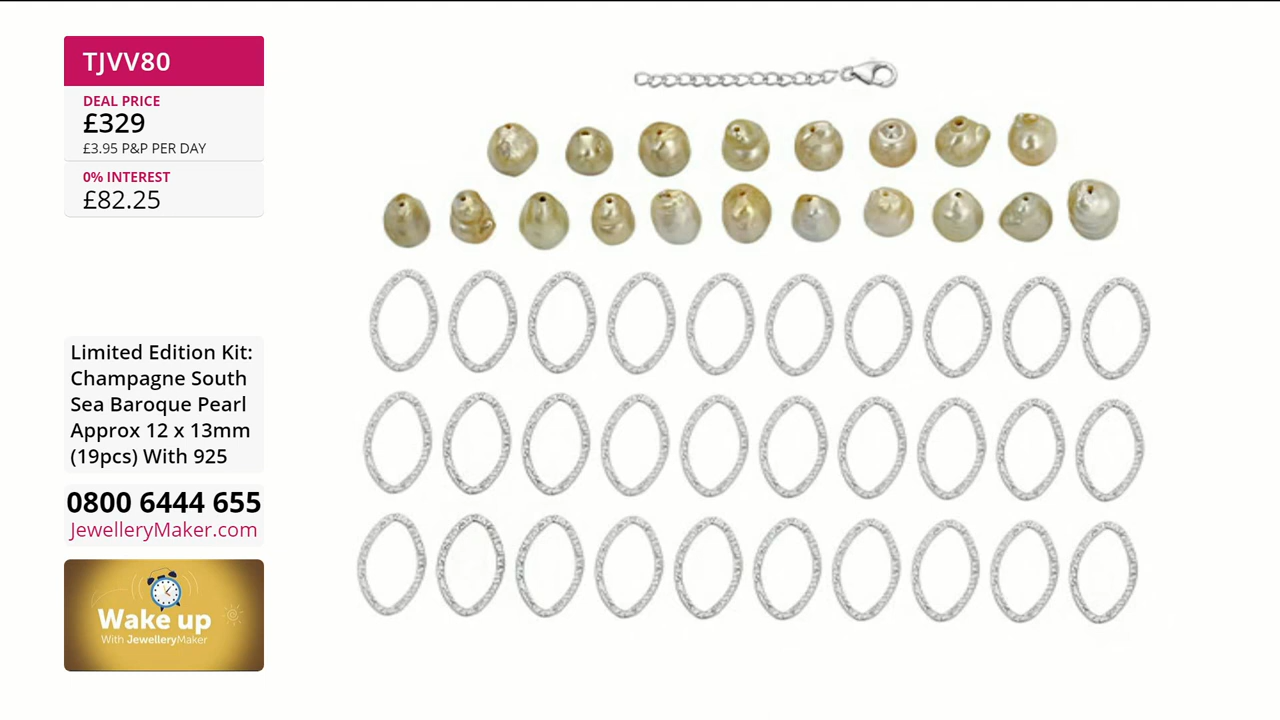 TJVV80
DEAL PRICE
£329
£3.95 P&P PER DAY
0% INTEREST
£82.25
Limited Edition Kit:
Champagne South
Sea Baroque Pearl
Approx 12 x 13mm
(19pcs) With 925
0800 6444 655
JewelleryMaker.com
Wake up
With JewelleryMaker